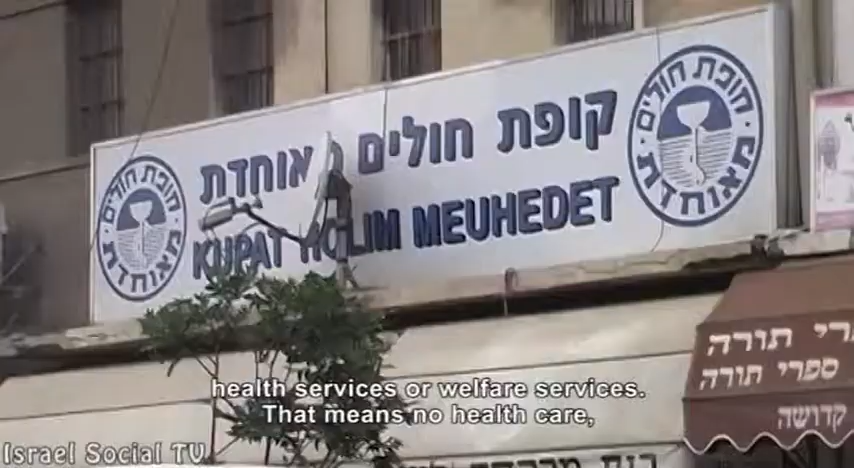 קופת חולים מאוחדת
KUPAT HOLIM MEUHEDET
קופת חולים
מאוחדת
קופת חולים
מאוחדת
תורה
ספרי תורה
קדושה
health services or welfare services.
That means no health care,
Israel Social TV